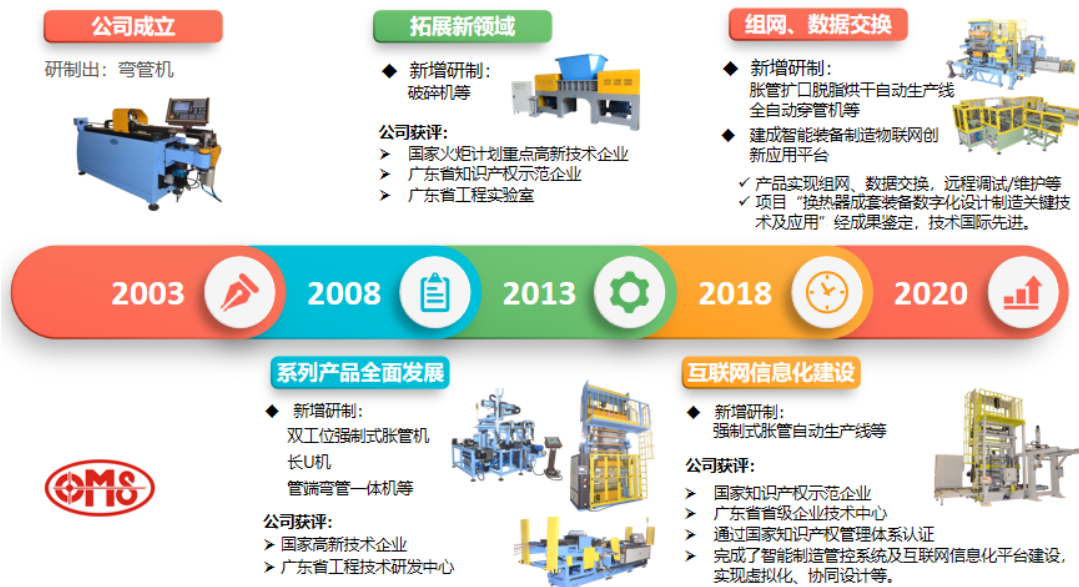 公司成立
研制出：弯管机
拓展新领域
◆ 新增研制：
破碎机等
公司获评：
➢ 国家火炬计划重点高新技术企业
➢ 广东省知识产权示范企业
➢ 广东省工程实验室
组网、数据交换
◆ 新增研制：
胀管扩口脱脂烘干自动生产线
全自动穿管机等
◆ 建成智能装备制造物联网创
新应用平台
✓ 产品实现组网、数据交换，远程调试/维护等
✓ 项目“换热器成套装备数字化设计制造关键技
术及应用”经成果鉴定，技术国际先进。
2003
2008
2013
2018
2020
系列产品全面发展
◆ 新增研制：
双工位强制式胀管机
长U机
管端弯管一体机等
公司获评：
➢ 国家高新技术企业
➢ 广东省工程技术研发中心
互联网信息化建设
◆ 新增研制：
强制式胀管自动生产线等
公司获评：
➢ 国家知识产权示范企业
➢ 广东省省级企业技术中心
➢ 通过国家知识产权管理体系认证
➢ 完成了智能制造管控系统及互联网信息化平台建设，
实现虚拟化、协同设计等。
OMS